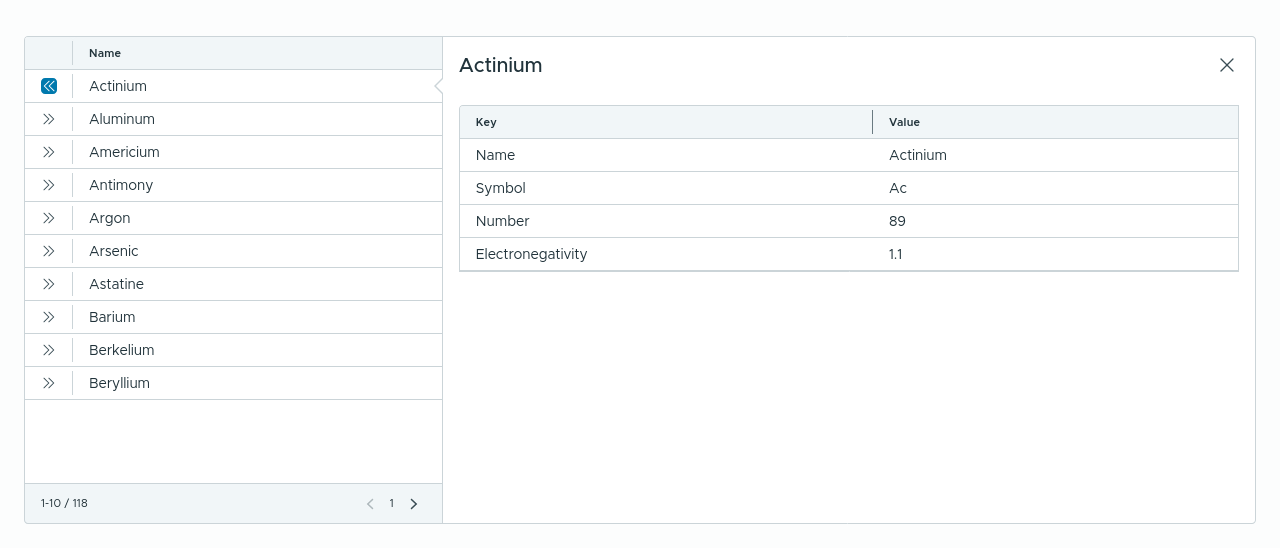 Name
Actinium
Aluminum
Americium
Antimony
Argon
Arsenic
Astatine
Barium
Berkelium
Beryllium
1-10 / 118
1
Actinium
Key Value
Name Actinium
Symbol Ac
Number 89
Electronegativity 1.1